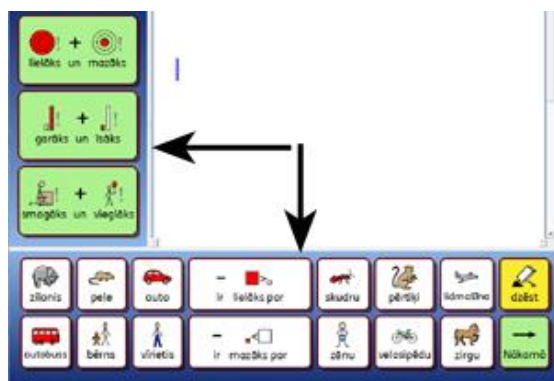 lielāks un mazāks
garāks un īsāks
smagāks un vieglāks
zilonis pele auto - ir lielāks par skudru pērtiķi lidmašīna dzēst
autobuss bērns vīrietis - ir mazāks par zēnu velosipēdu zirgu Nākamā